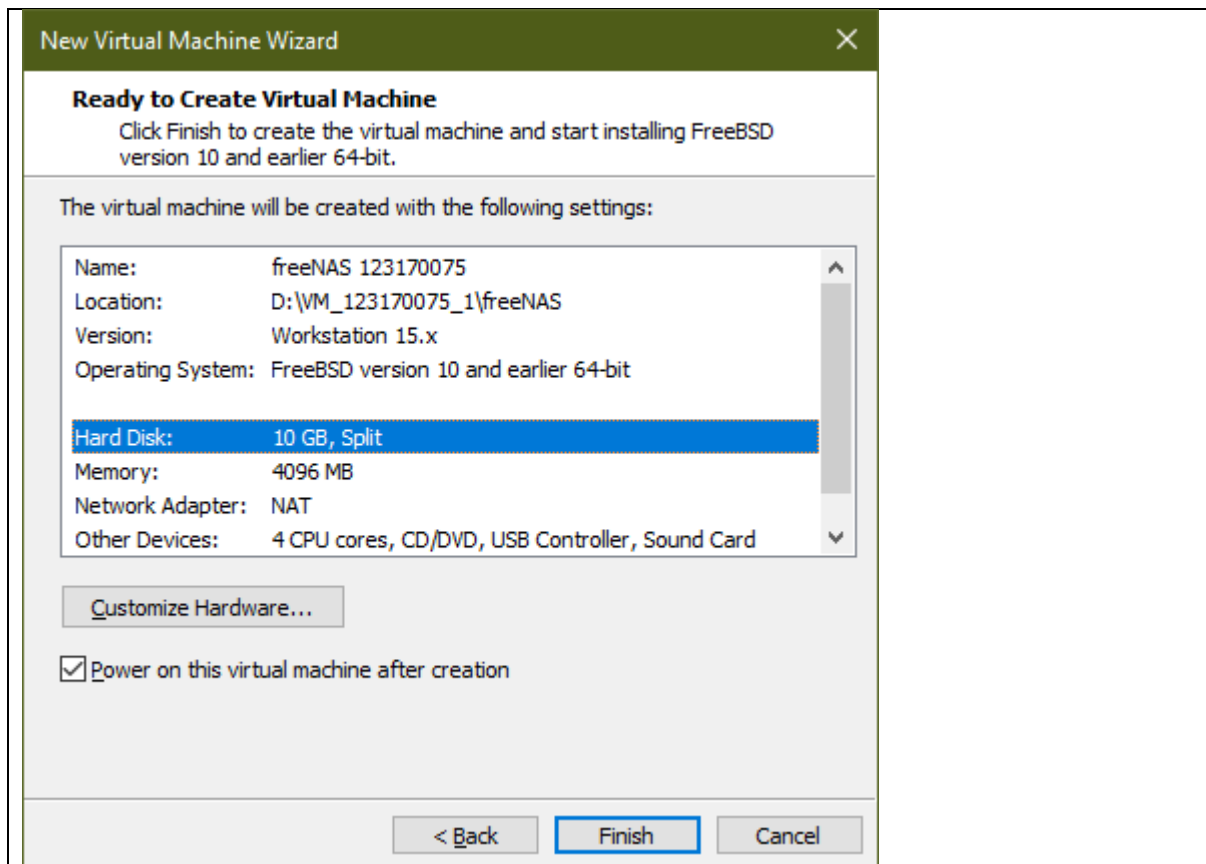 New Virtual Machine Wizard
Ready to Create Virtual Machine
Click Finish to create the virtual machine and start installing FreeBSD
version 10 and earlier 64-bit.
The virtual machine will be created with the following settings:
Name: freeNAS 123170075
Location: D:\VM_123170075_1\freeNAS
Version: Workstation 15.x
Operating System: FreeBSD version 10 and earlier 64-bit
Hard Disk: 10 GB, Split
Memory: 4096 MB
Network Adapter: NAT
Other Devices: 4 CPU cores, CD/DVD, USB Controller, Sound Card
Customize Hardware...
Power on this virtual machine after creation
< Back Finish Cancel